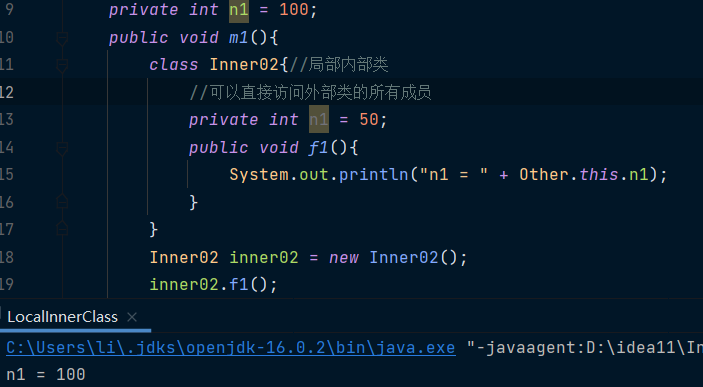 9 private int n1 = 100;
10 public void m1(){
11 class Inner02{//局部内部类
12 //可以直接访问外部类的所有成员
13 private int n1 = 50;
14 public void f1(){
15 System.out.println("n1 = " + Other.this.n1);
16 }
17 }
18 Inner02 inner02 = new Inner02();
19 inner02.f1();
LocalInnerClass ×
C:\Users\li\.jdks\openjdk-16.0.2\bin\java.exe "-javaagent:D:\idea11\In
n1 = 100